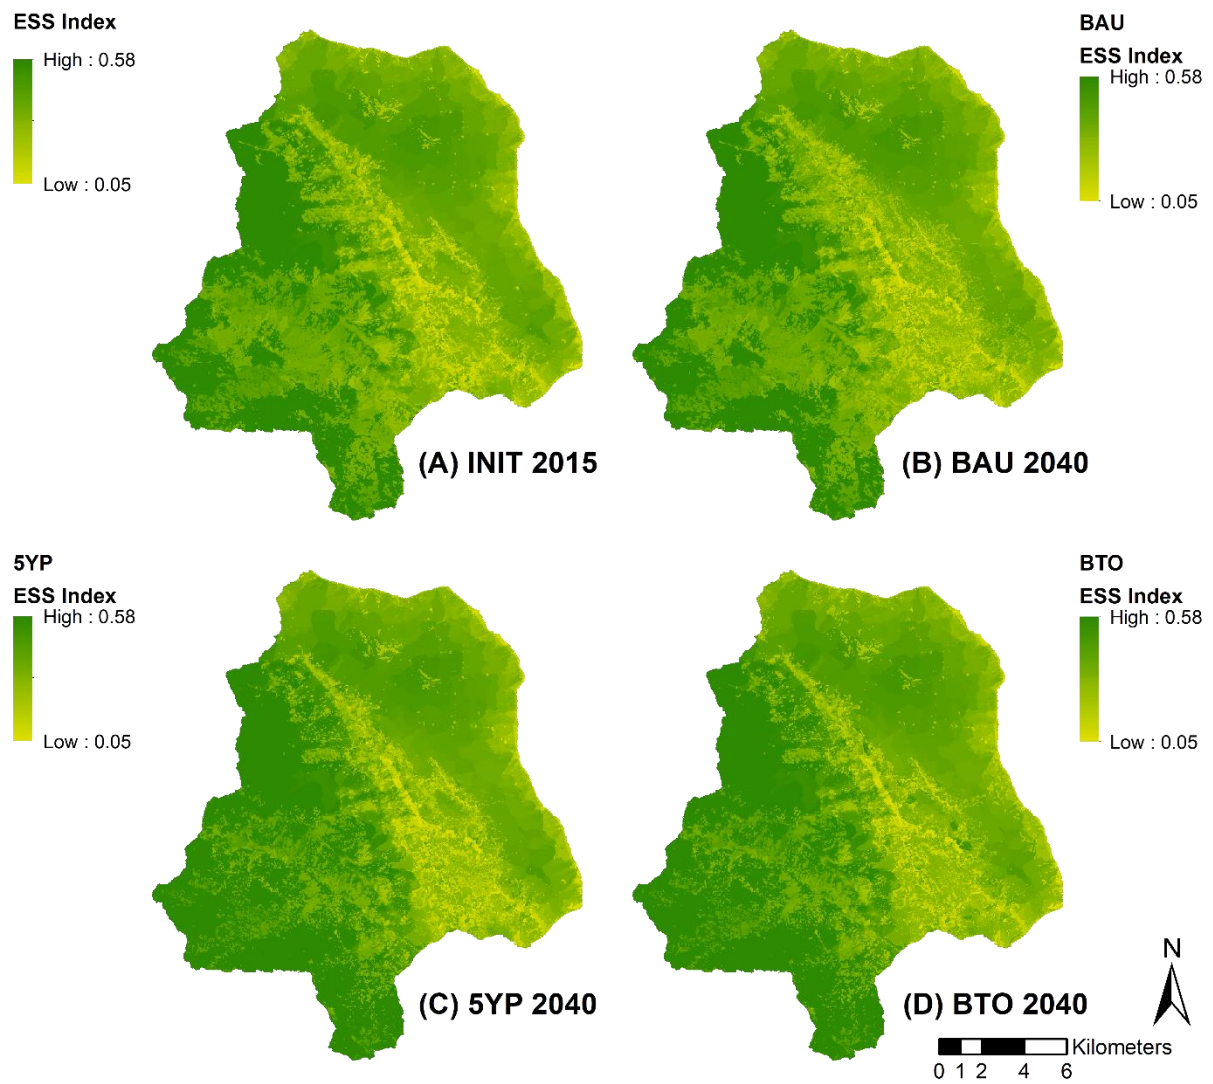 ESS Index
High : 0.58
Low : 0.05
(A) INIT 2015
BAU
ESS Index
High : 0.58
Low : 0.05
(B) BAU 2040
5YP
ESS Index
High : 0.58
Low : 0.05
(C) 5YP 2040
BTO
ESS Index
High : 0.58
Low : 0.05
(D) BTO 2040
N
Kilometers
0 1 2 4 6